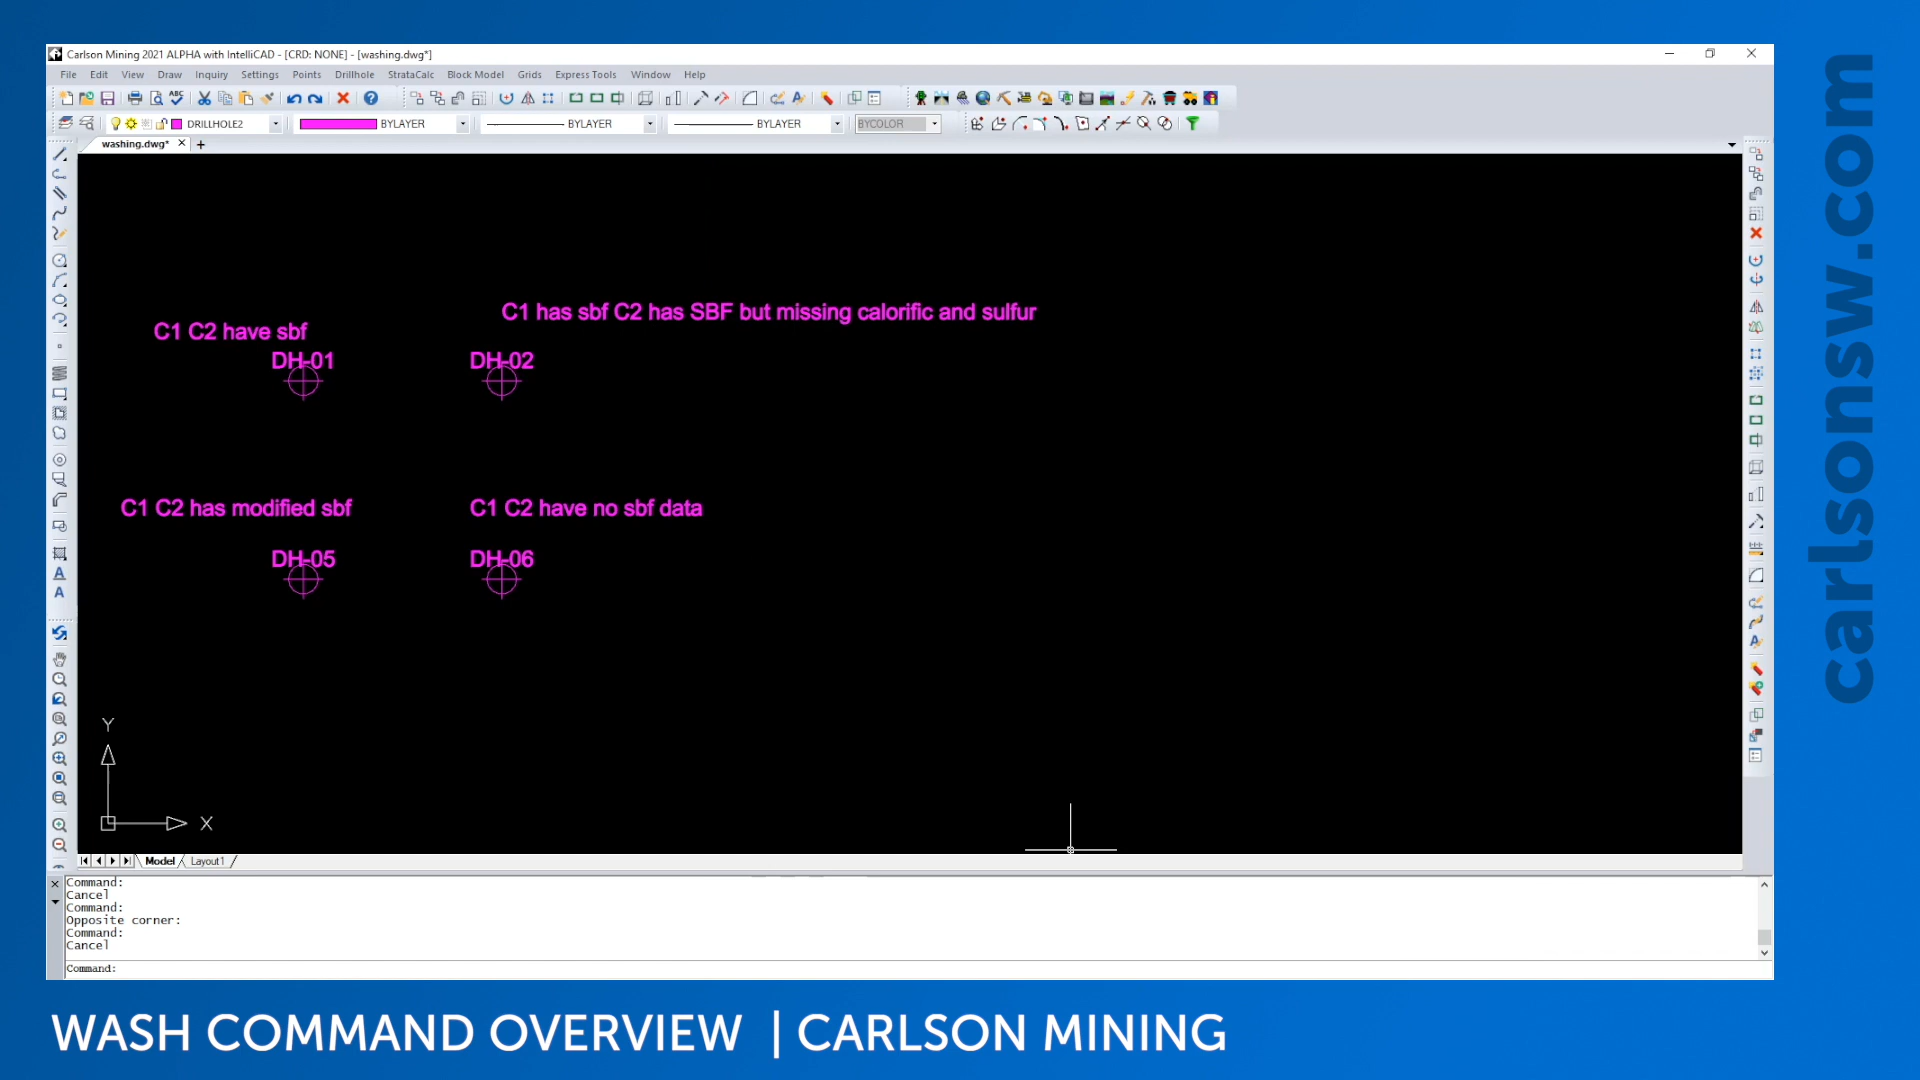 Carlson Mining 2021 ALPHA with IntelliCAD - [CRD: NONE] - [washing.dwg*]
File Edit View Draw Inquiry Settings Points Drillhole StrataCalc Block Model Grids Express Tools Window Help
DRILLHOLE2 BYLAYER BYLAYER BYLAYER BYCOLOR
washing.dwg*
C1 has sbf C2 has SBF but missing calorific and sulfur
C1 C2 have sbf
DH-01 DH-02
C1 C2 has modified sbf C1 C2 have no sbf data
DH-05 DH-06
Y
X
Model Layout1
Command:
Cancel
Command:
Opposite corner:
Command:
Cancel
Command:
WASH COMMAND OVERVIEW | CARLSON MINING
carlsonsw.com